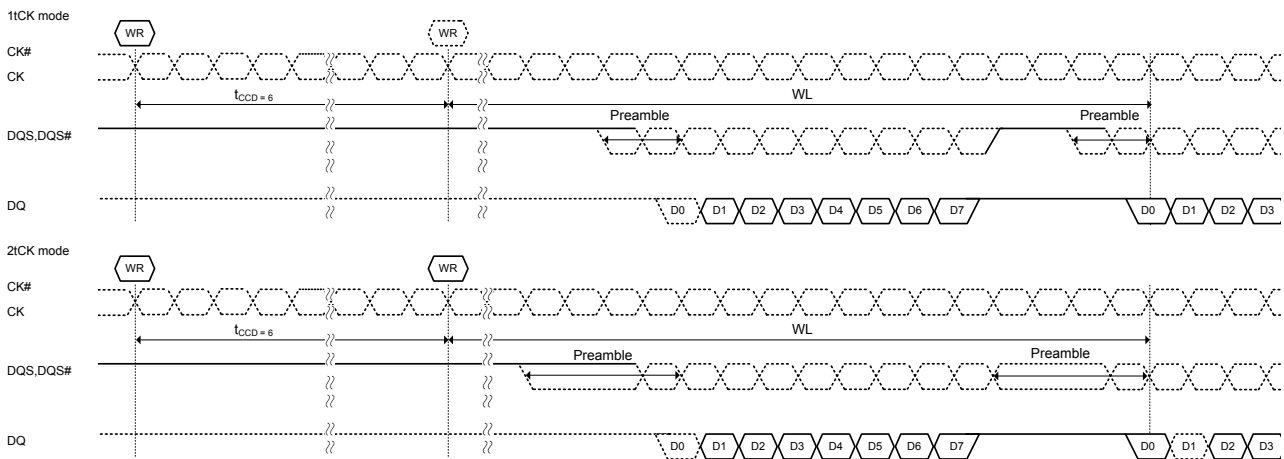 1tCK mode
WR WR
CK#
CK
tCCD = 6 WL
Preamble Preamble
DQS,DQS#
DQ D0 D1 D2 D3 D4 D5 D6 D7 D0 D1 D2 D3
2tCK mode
WR WR
CK#
CK
tCCD = 6 WL
Preamble Preamble
DQS,DQS#
DQ D0 D1 D2 D3 D4 D5 D6 D7 D0 D1 D2 D3